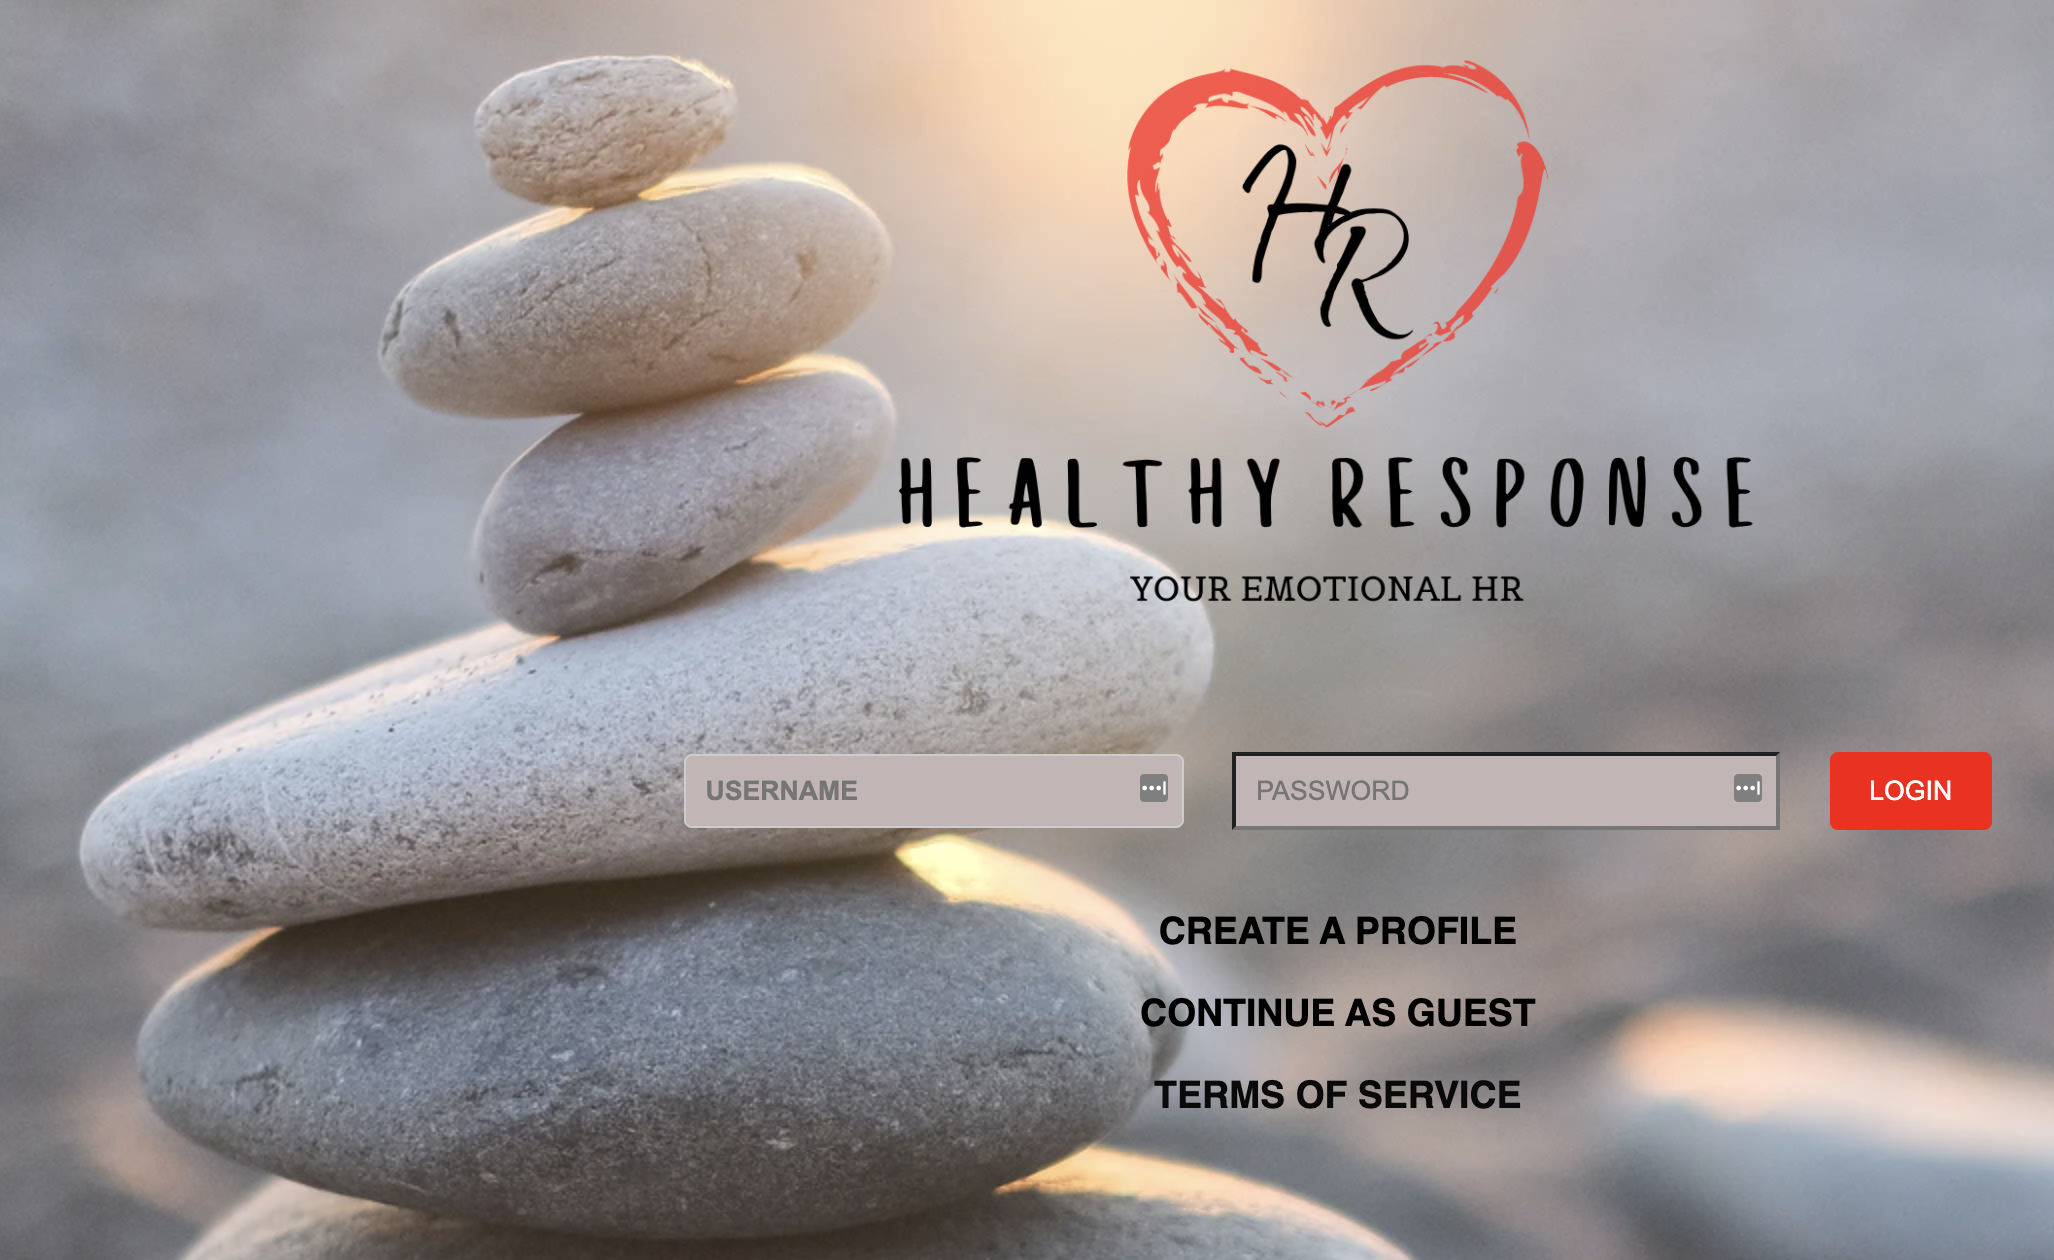 HR
HEALTHY RESPONSE
YOUR EMOTIONAL HR
USERNAME
PASSWORD
LOGIN
CREATE A PROFILE
CONTINUE AS GUEST
TERMS OF SERVICE